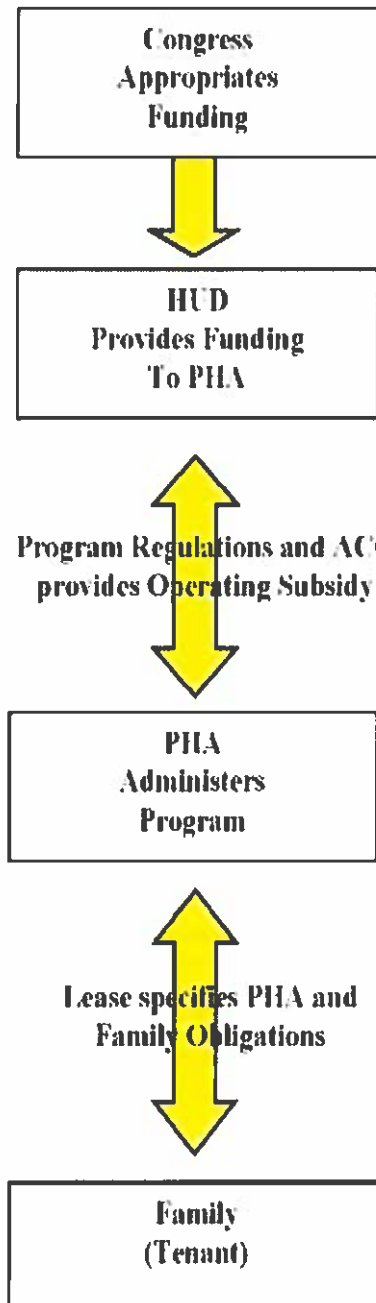 Congress
Appropriates
Funding
HUD
Provides Funding
To PHA
Program Regulations and AC
provides Operating Subsidy
PHA
Administers
Program
Lease specifies PHA and
Family Obligations
Family
(Tenant)